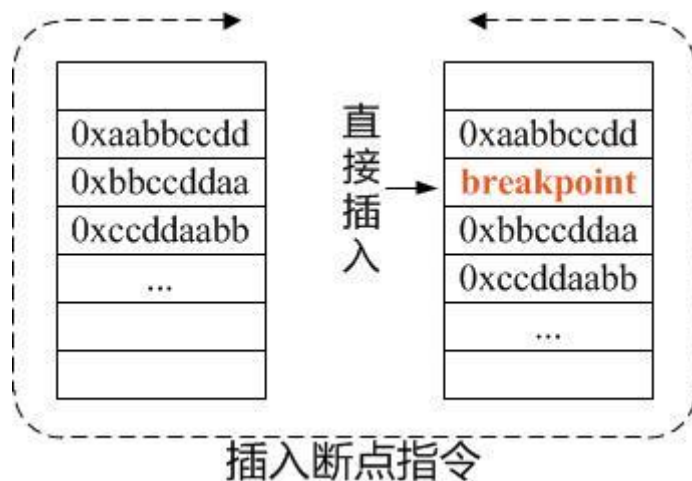 0xaabbccdd
0xbbccddaa
0xccddaabb
...
直接插入
0xaabbccdd
breakpoint
0xbbccddaa
0xccddaabb
...
插入断点指令